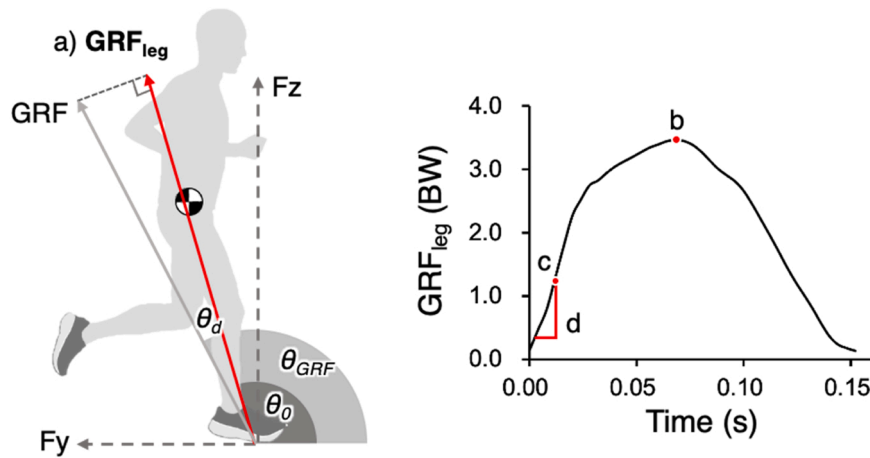 a) GRFleg
GRF
Fz
θd
θGRF
θ0
Fy
GRFleg (BW)
4.0
3.0
2.0
1.0
0.0
b
c
d
0.00
0.05
0.10
0.15
Time (s)